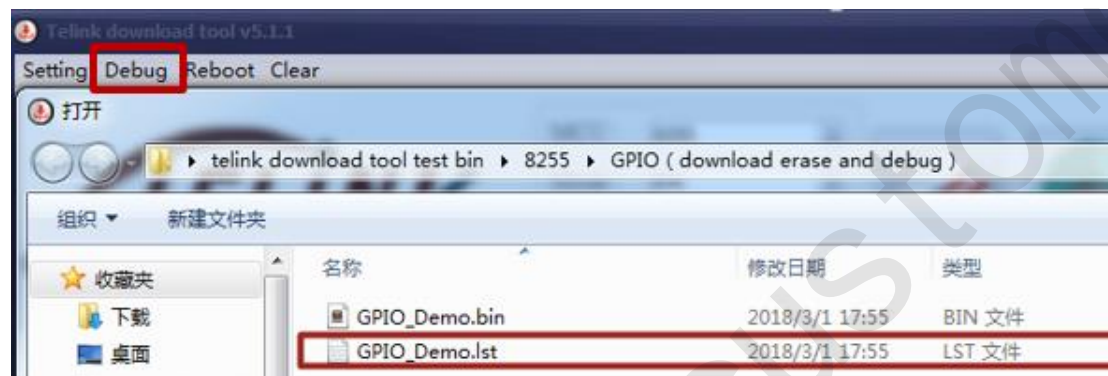 Telink download tool v5.1.1
Setting Debug Reboot Clear
打开
telink download tool test bin ▸ 8255 ▸ GPIO ( download erase and debug )
组织 ▼ 新建文件夹
收藏夹 名称 修改日期 类型
下载 GPIO_Demo.bin 2018/3/1 17:55 BIN 文件
桌面 GPIO_Demo.lst 2018/3/1 17:55 LST 文件